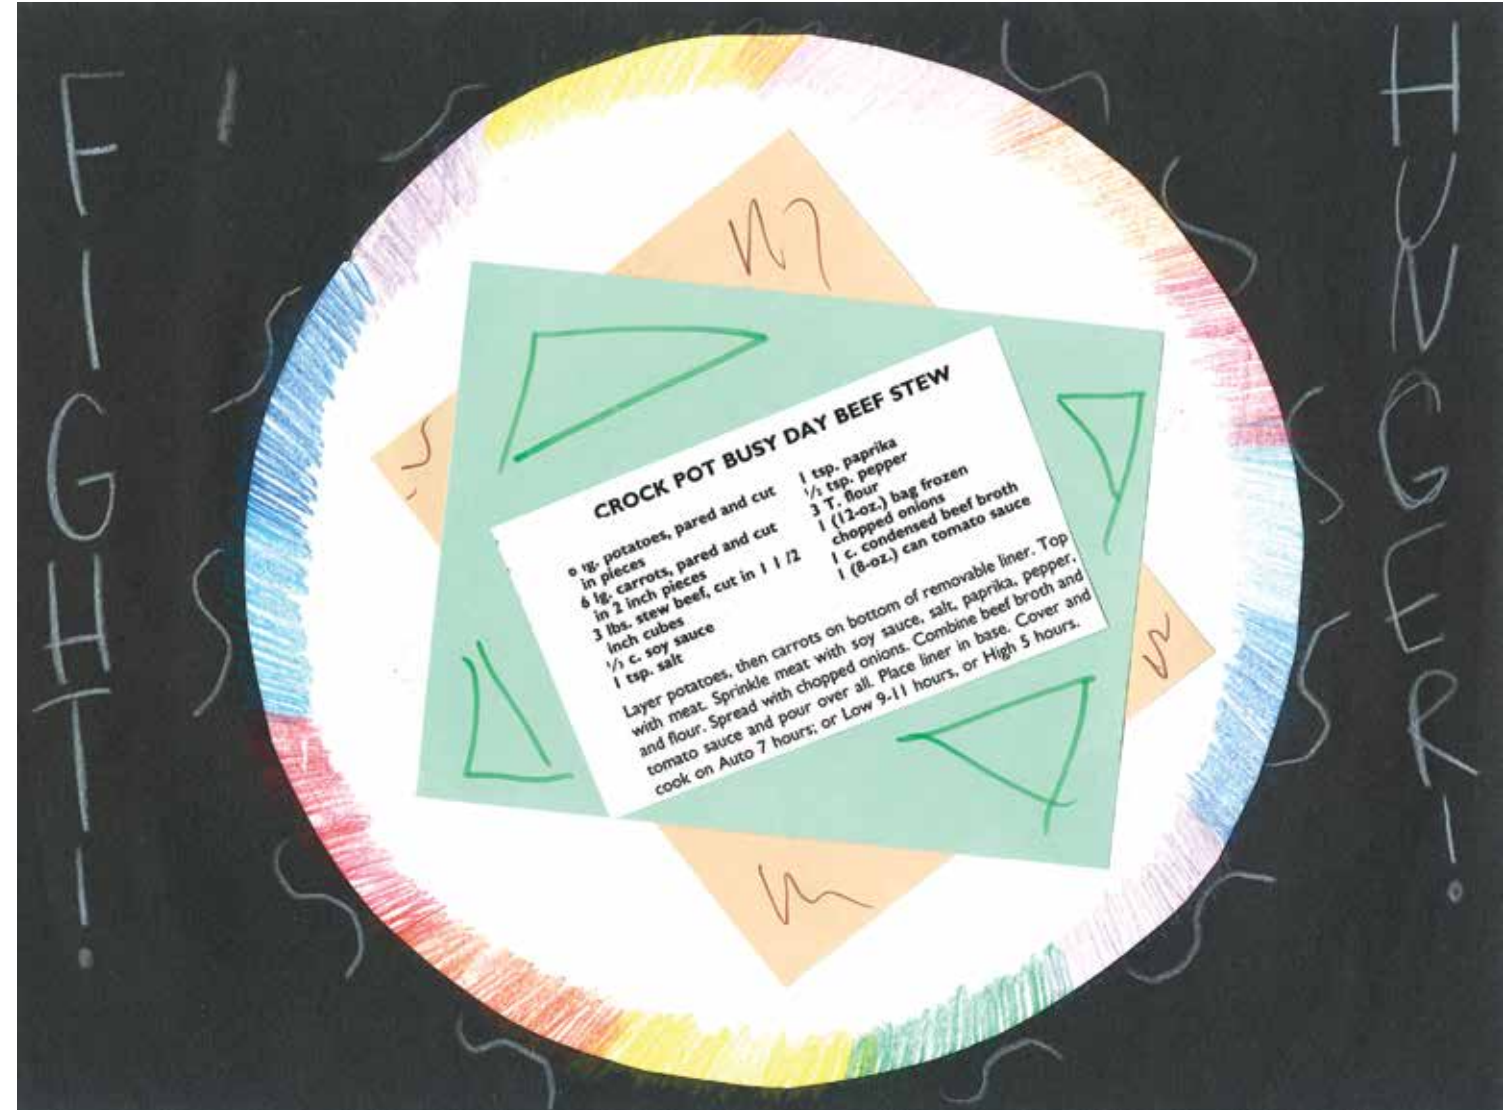 FIGHT!
CROCK POT BUSY DAY BEEF STEW
lg. potatoes, pared and cut
in pieces
6 lg. carrots, pared and cut
in 2 inch pieces
3 lbs. stew beef, cut in 1 1 /2
inch cubes
c. soy sauce
1 tsp. salt
1 tsp. paprika
tsp. pepper
3 T. flour
1 (12-oz.) bag frozen
chopped onions
1 c. condensed beef broth
1 (8-oz.) can tomato sauce
Layer potatoes, then carrots on bottom of removable liner. Top
with meat. Sprinkle meat with soy sauce, salt, paprika, pepper,
and flour. Spread with chopped onions. Combine beef broth and
tomato sauce and pour over all. Place liner in base. Cover and
cook on Auto 7 hours; or Low 9-11 hours, or High 5 hours.
HUNGER!